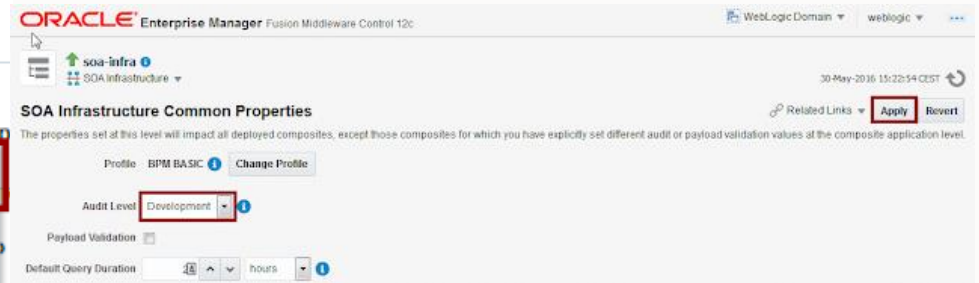 ORACLE® Enterprise Manager Fusion Middleware Control 12c
WebLogic Domain weblogic
soa-infra
SOA Infrastructure
30-May-2016 15:22:54 CEST
SOA Infrastructure Common Properties
Related Links Apply Revert
The properties set at this level will impact all deployed composites, except those composites for which you have explicitly set different audit or payload validation values at the composite application level.
Profile BPM BASIC Change Profile
Audit Level Development
Payload Validation
Default Query Duration hours